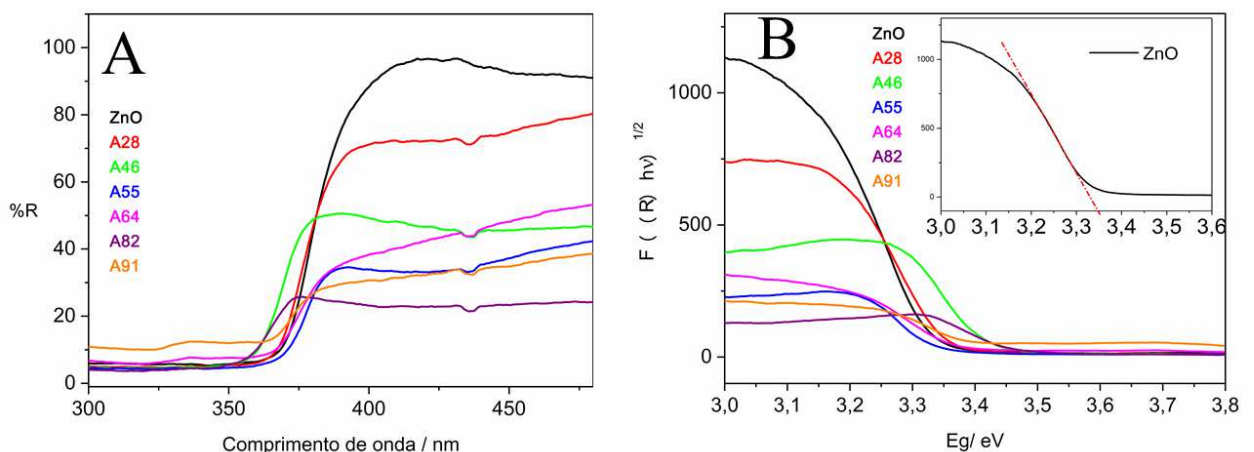 A
100
80
60
40
20
0
%R
ZnO
A28
A46
A55
A64
A82
A91
300
350
400
450
Comprimento de onda / nm
B
1000
500
0
F ( (R) hν) 1/2
ZnO
A28
A46
A55
A64
A82
A91
3,0
3,1
3,2
3,3
3,4
3,5
3,6
3,7
3,8
Eg/ eV
ZnO
1000
500
0
3,0
3,1
3,2
3,3
3,4
3,5
3,6